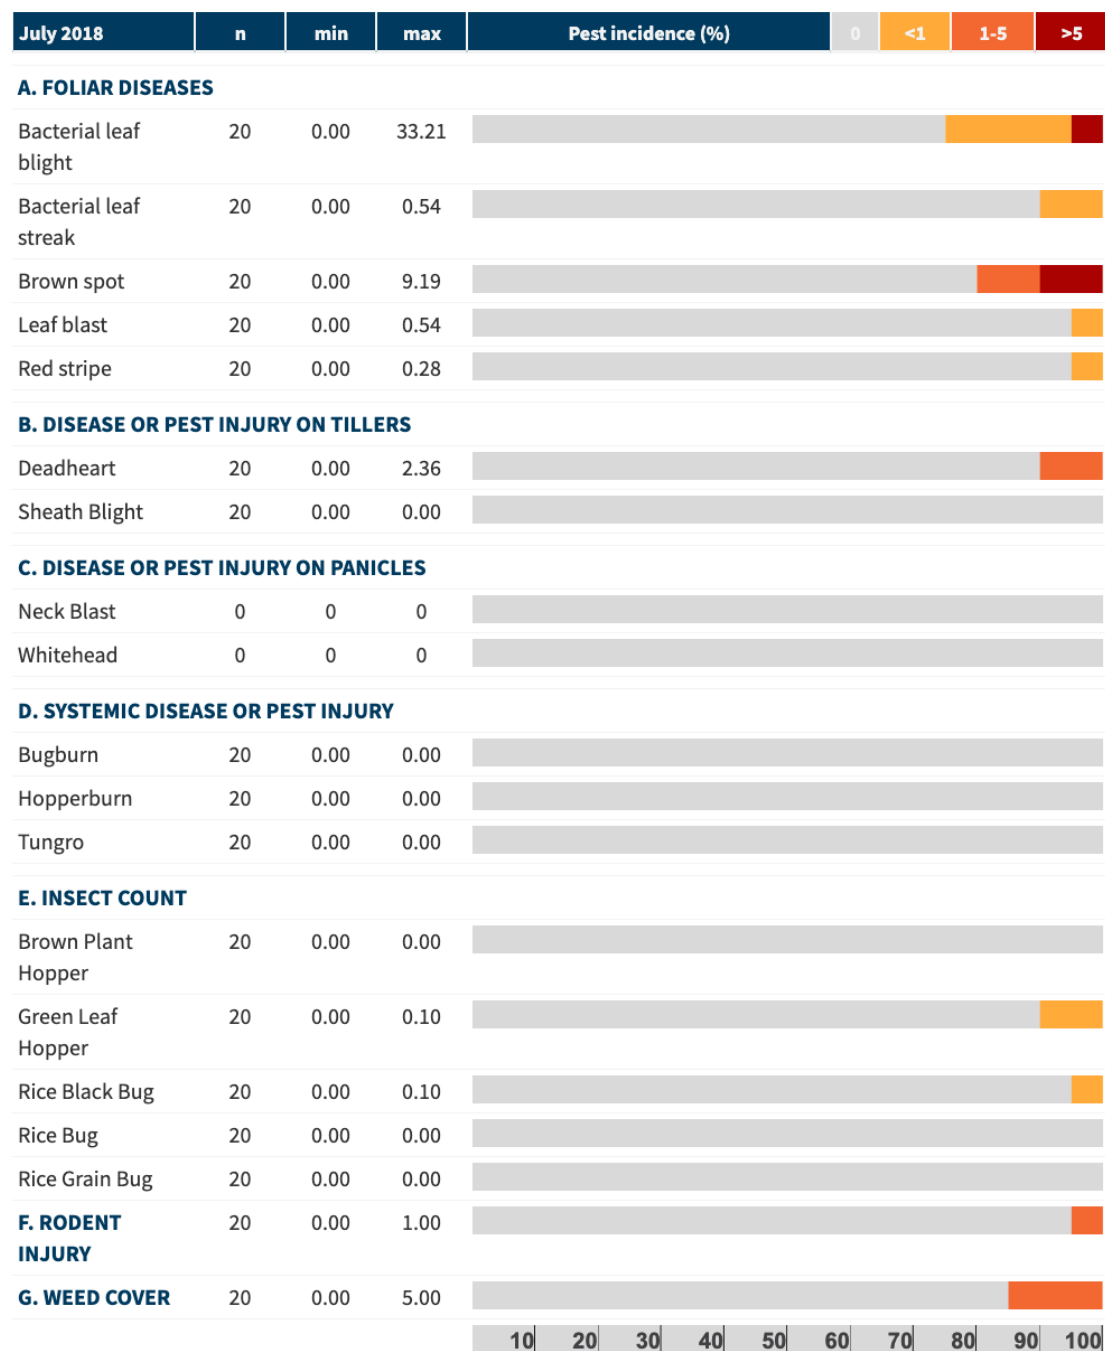 July 2018 n min max Pest incidence (%) 0 <1 1-5 >5
A. FOLIAR DISEASES
Bacterial leaf 20 0.00 33.21
blight
Bacterial leaf 20 0.00 0.54
streak
Brown spot 20 0.00 9.19
Leaf blast 20 0.00 0.54
Red stripe 20 0.00 0.28
B. DISEASE OR PEST INJURY ON TILLERS
Deadheart 20 0.00 2.36
Sheath Blight 20 0.00 0.00
C. DISEASE OR PEST INJURY ON PANICLES
Neck Blast 0 0 0
Whitehead 0 0 0
D. SYSTEMIC DISEASE OR PEST INJURY
Bugburn 20 0.00 0.00
Hopperburn 20 0.00 0.00
Tungro 20 0.00 0.00
E. INSECT COUNT
Brown Plant 20 0.00 0.00
Hopper
Green Leaf 20 0.00 0.10
Hopper
Rice Black Bug 20 0.00 0.10
Rice Bug 20 0.00 0.00
Rice Grain Bug 20 0.00 0.00
F. RODENT 20 0.00 1.00
INJURY
G. WEED COVER 20 0.00 5.00
10 20 30 40 50 60 70 80 90 100